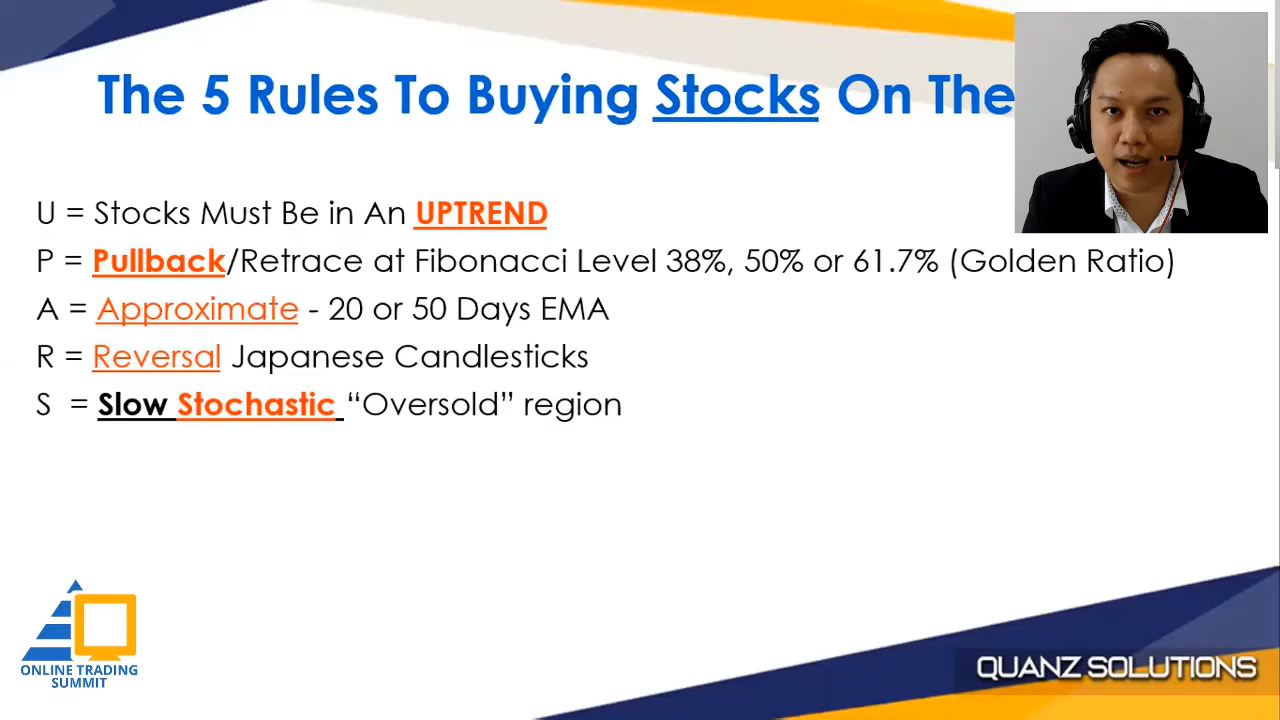 The 5 Rules To Buying Stocks On The
U = Stocks Must Be in An UPTREND
P = Pullback/Retrace at Fibonacci Level 38%, 50% or 61.7% (Golden Ratio)
A = Approximate - 20 or 50 Days EMA
R = Reversal Japanese Candlesticks
S = Slow Stochastic “Oversold” region
ONLINE TRADING
SUMMIT
QUANZ SOLUTIONS